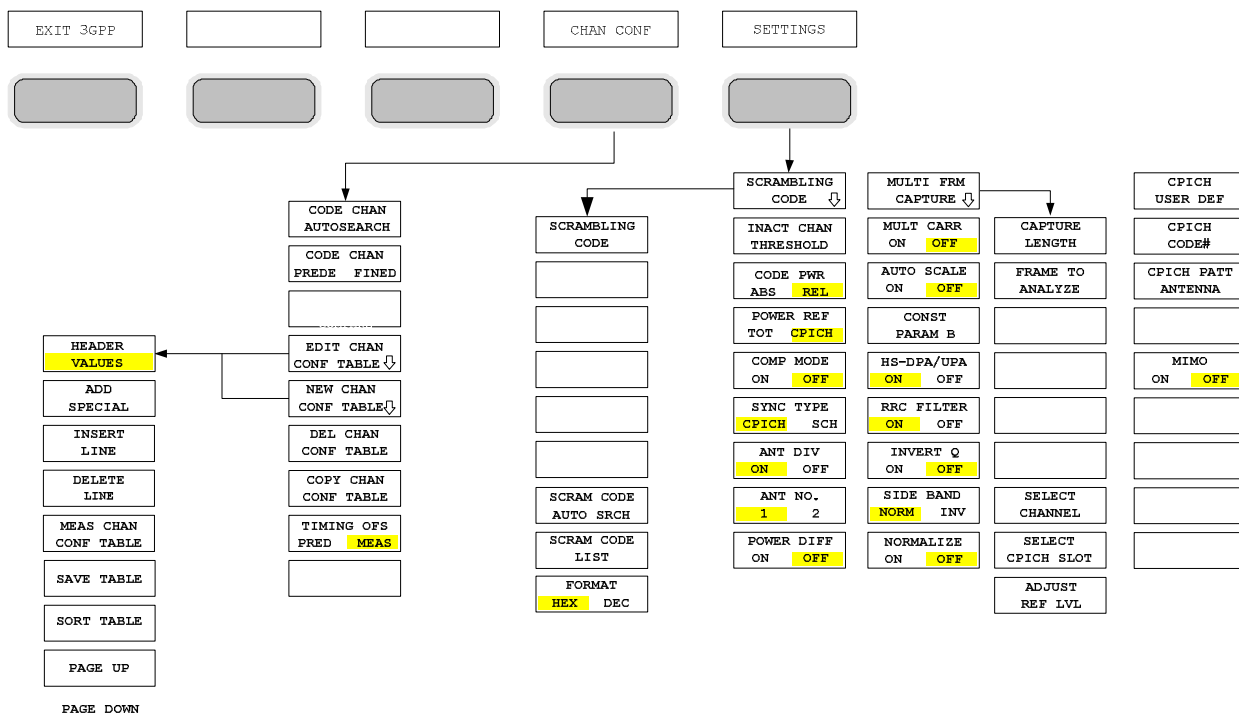 EXIT 3GPP
CHAN CONF
SETTINGS
HEADER
VALUES
ADD
SPECIAL
INSERT
LINE
DELETE
LINE
MEAS CHAN
CONF TABLE
SAVE TABLE
SORT TABLE
PAGE UP
PAGE DOWN
CODE CHAN
AUTOSEARCH
CODE CHAN
PREDE FINED
EDIT CHAN
CONF TABLE
NEW CHAN
CONF TABLE
DEL CHAN
CONF TABLE
COPY CHAN
CONF TABLE
TIMING OFS
PRED MEAS
SCRAMBLING
CODE
SCRAM CODE
AUTO SRCH
SCRAM CODE
LIST
FORMAT
HEX DEC
SCRAMBLING
CODE
INACT CHAN
THRESHOLD
CODE PWR
ABS REL
POWER REF
TOT CPICH
COMP MODE
ON OFF
SYNC TYPE
CPICH SCH
ANT DIV
ON OFF
ANT NO.
1 2
POWER DIFF
ON OFF
MULTI FRM
CAPTURE
MULT CARR
ON OFF
AUTO SCALE
ON OFF
CONST
PARAM B
HS-DPA/UPA
ON OFF
RRC FILTER
ON OFF
INVERT Q
ON OFF
SIDE BAND
NORM INV
NORMALIZE
ON OFF
CAPTURE
LENGTH
FRAME TO
ANALYZE
SELECT
CHANNEL
SELECT
CPICH SLOT
ADJUST
REF LVL
CPICH
USER DEF
CPICH
CODE#
CPICH PATT
ANTENNA
MIMO
ON OFF